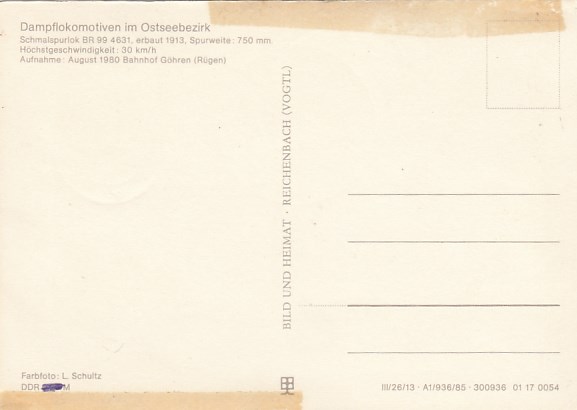 Dampflokomotiven im Ostseebezirk
Schmalspurlok BR 99 4631, erbaut 1913, Spurweite: 750 mm
Höchstgeschwindigkeit: 30 km/h
Aufnahme: August 1980 Bahnhof Göhren (Rügen)
BILD UND HEIMAT · REICHENBACH (VOGTL)
Farbfoto: L. Schultz
DDR M
III/26/13 · A1/936/85 · 300936 01 17 0054